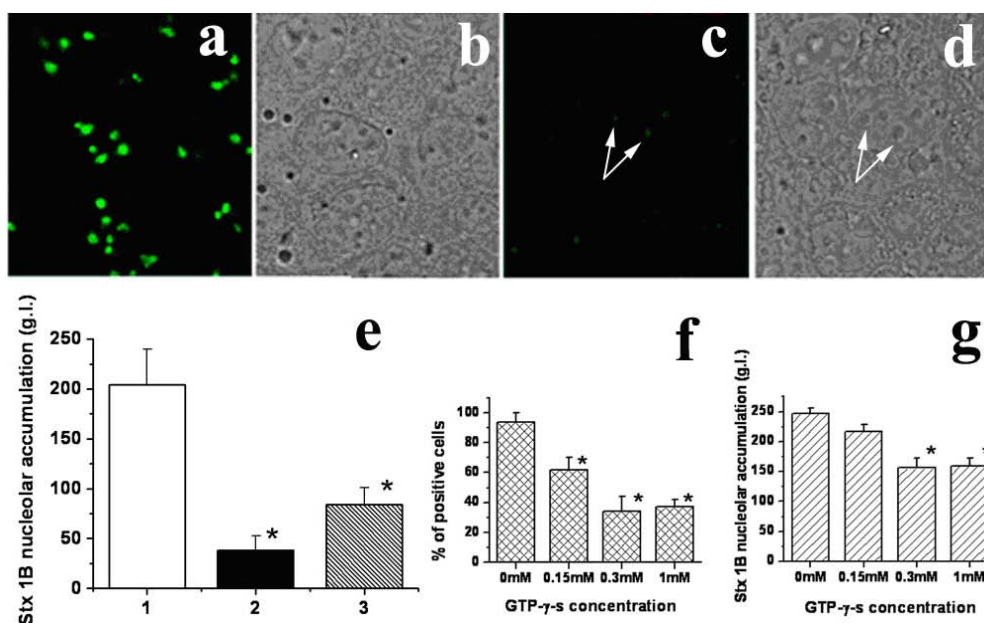 a
b
c
d
e
Stx 1B nucleolar accumulation (g.l.)
250
200
150
100
50
0
1 2 3
* *
f
% of positive cells
100
80
60
40
20
0
* * *
0mM 0.15mM 0.3mM 1mM
GTP-γ-s concentration
g
Stx 1B nucleolar accumulation (g.l.)
250
200
150
100
50
0
* *
0mM 0.15mM 0.3mM 1mM
GTP-γ-s concentration